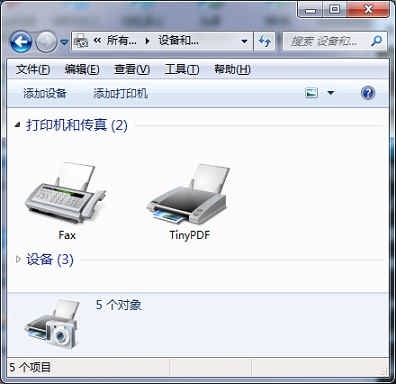 « 所有... ▸ 设备和... 搜索 设备和...
文件(F) 编辑(E) 查看(V) 工具(T) 帮助(H)
添加设备 添加打印机
打印机和传真 (2)
Fax TinyPDF
设备 (3)
5 个对象
5 个项目